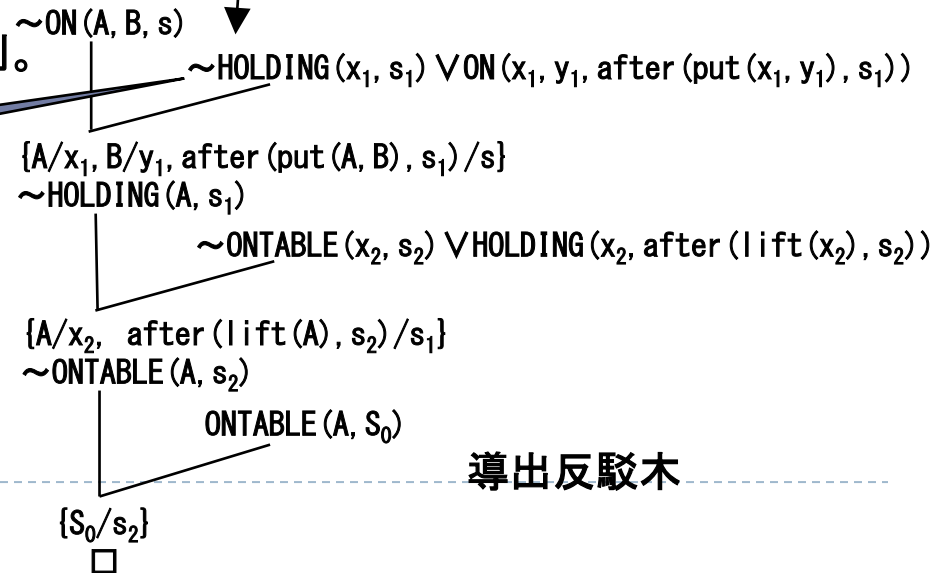 ~ON(A, B, s)
」。
~HOLDING(x₁, s₁)∨ON(x₁, y₁, after(put(x₁, y₁), s₁))
{A/x₁, B/y₁, after(put(A, B), s₁)/s}
~HOLDING(A, s₁)
~ONTABLE(x₂, s₂)∨HOLDING(x₂, after(lift(x₂), s₂))
{A/x₂, after(lift(A), s₂)/s₁}
~ONTABLE(A, s₂)
ONTABLE(A, S₀)
導出反駁木
{S₀/s₂}
□